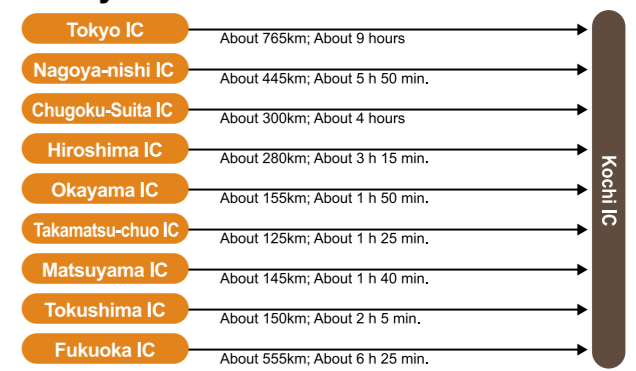 Tokyo IC
About 765km; About 9 hours
Nagoya-nishi IC
About 445km; About 5 h 50 min.
Chugoku-Suita IC
About 300km; About 4 hours
Hiroshima IC
About 280km; About 3 h 15 min.
Okayama IC
About 155km; About 1 h 50 min.
Takamatsu-chuo IC
About 125km; About 1 h 25 min.
Matsuyama IC
About 145km; About 1 h 40 min.
Tokushima IC
About 150km; About 2 h 5 min.
Fukuoka IC
About 555km; About 6 h 25 min.
Kochi IC